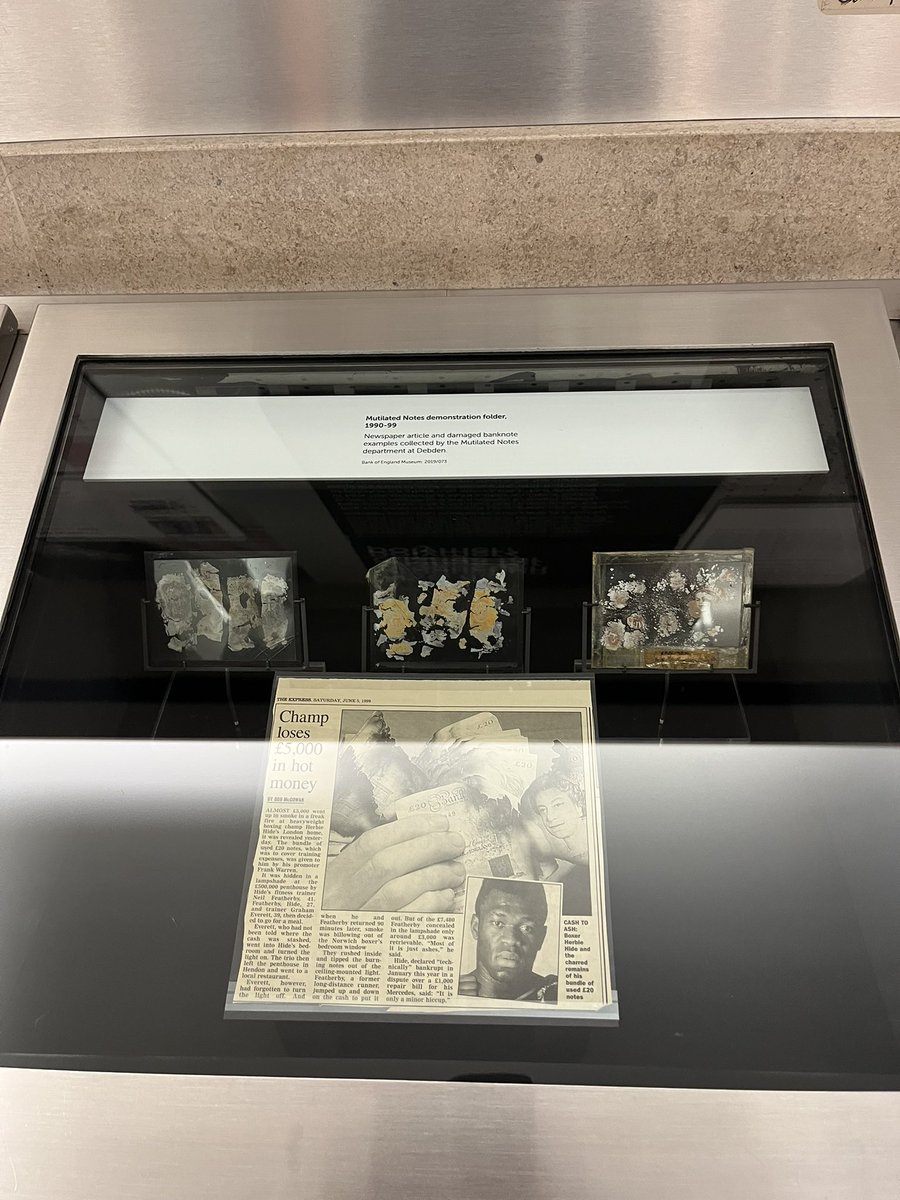 Mutilated Notes demonstration folder,
1990-99
Newspaper article and damaged banknote
examples collected by the Mutilated Notes
department at Debden.
Bank of England Museum: 2019/073
THE EXPRESS, SATURDAY, JUNE 5, 1999
Champ
loses
£5,000
in hot
money
BY BOB McGOWAN
ALMOST £5,000 went
up in smoke in a freak
fire at heavyweight
boxing champ Herbie
Hide's London home,
it was revealed yester-
day. The bundle of
used £20 notes, which
was to cover training
expenses, was given to
him by his promoter
Frank Warren.
It was hidden in a
lampshade at the
£500,000 penthouse by
Hide's fitness trainer
Neil Featherby, 41.
Featherby, Hide, 27,
and trainer Graham
Everett, 39, then decid-
ed to go for a meal.
Everett, who had not
been told where the
cash was stashed,
went into Hide's bed-
room and turned the
light on. The trio then
left the penthouse in
Hendon and went to a
local restaurant.
Everett, however,
had forgotten to turn
the light off. And
when he and
Featherby returned 90
minutes later, smoke
was billowing out of
the Norwich boxer's
bedroom window
They rushed inside
and ripped the burn-
ing notes out of the
ceiling-mounted light.
Featherby, a former
long-distance runner,
jumped up and down
on the cash to put it
out. But of the £7,480
Featherby concealed
in the lampshade only
around £3,000 was
retrievable. "Most of
it is just ashes," he
said.
Hide, declared "tech-
nically" bankrupt in
January this year in a
dispute over a £1,000
repair bill for his
Mercedes, said: "It is
only a minor hiccup."
£20
£20
£20
CASH TO
ASH:
Boxer
Herbie
Hide and
the
charred
remains
of his
bundle of
used £20
notes